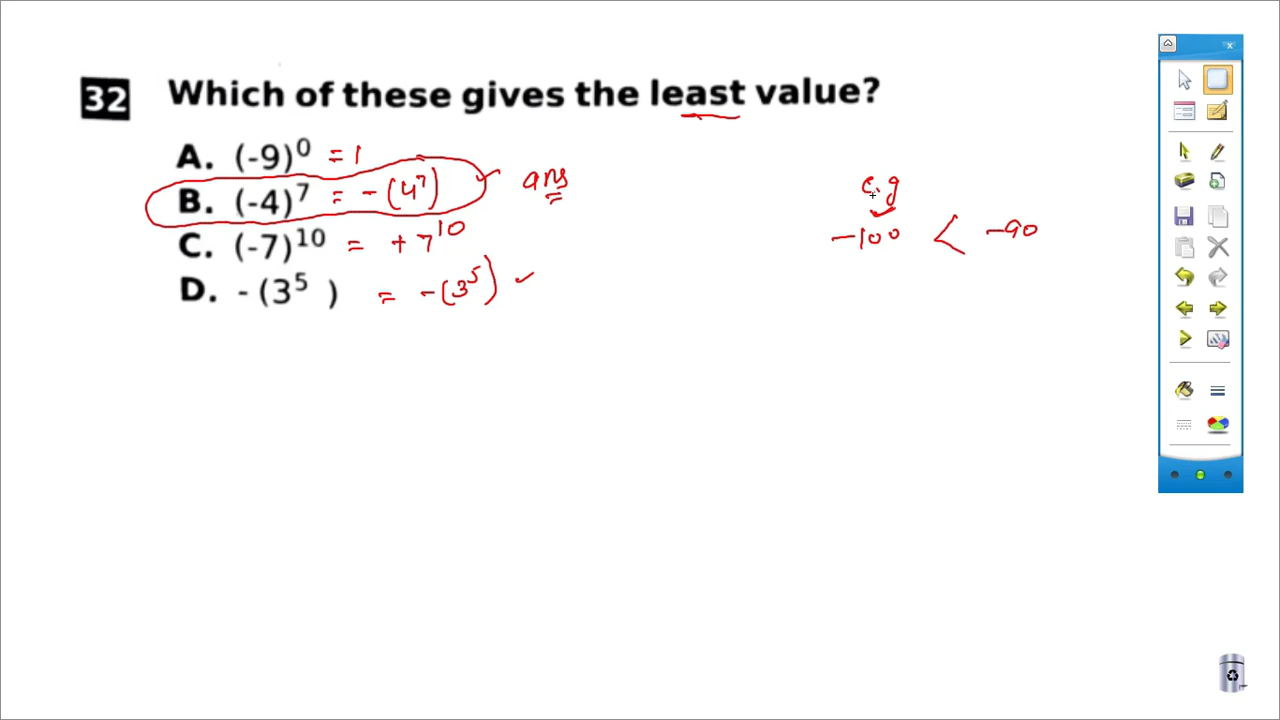 32 Which of these gives the least value?
A. (-9)⁰ = 1
B. (-4)⁷ = -(4⁷) ans
C. (-7)¹⁰ = +7¹⁰
D. -(3⁵ ) = -(3⁵)
e.g
-100 < -90
x